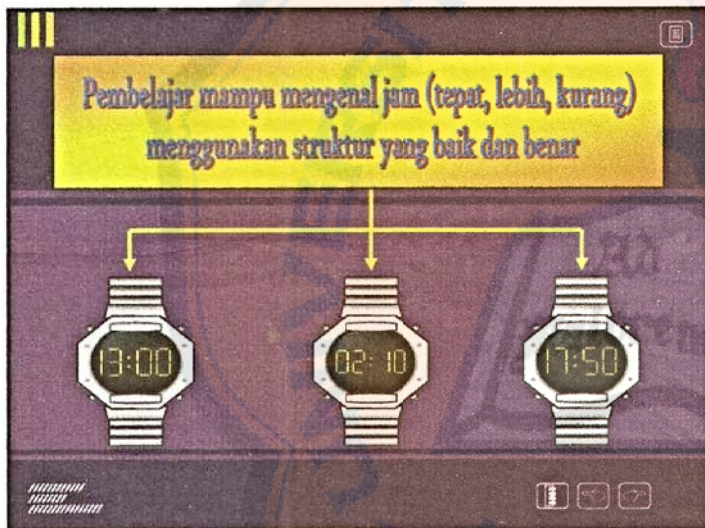 Pembelajar mampu mengenal jam (tepat, lebih, kurang)
menggunakan struktur yang baik dan benar
13:00
02:10
17:50